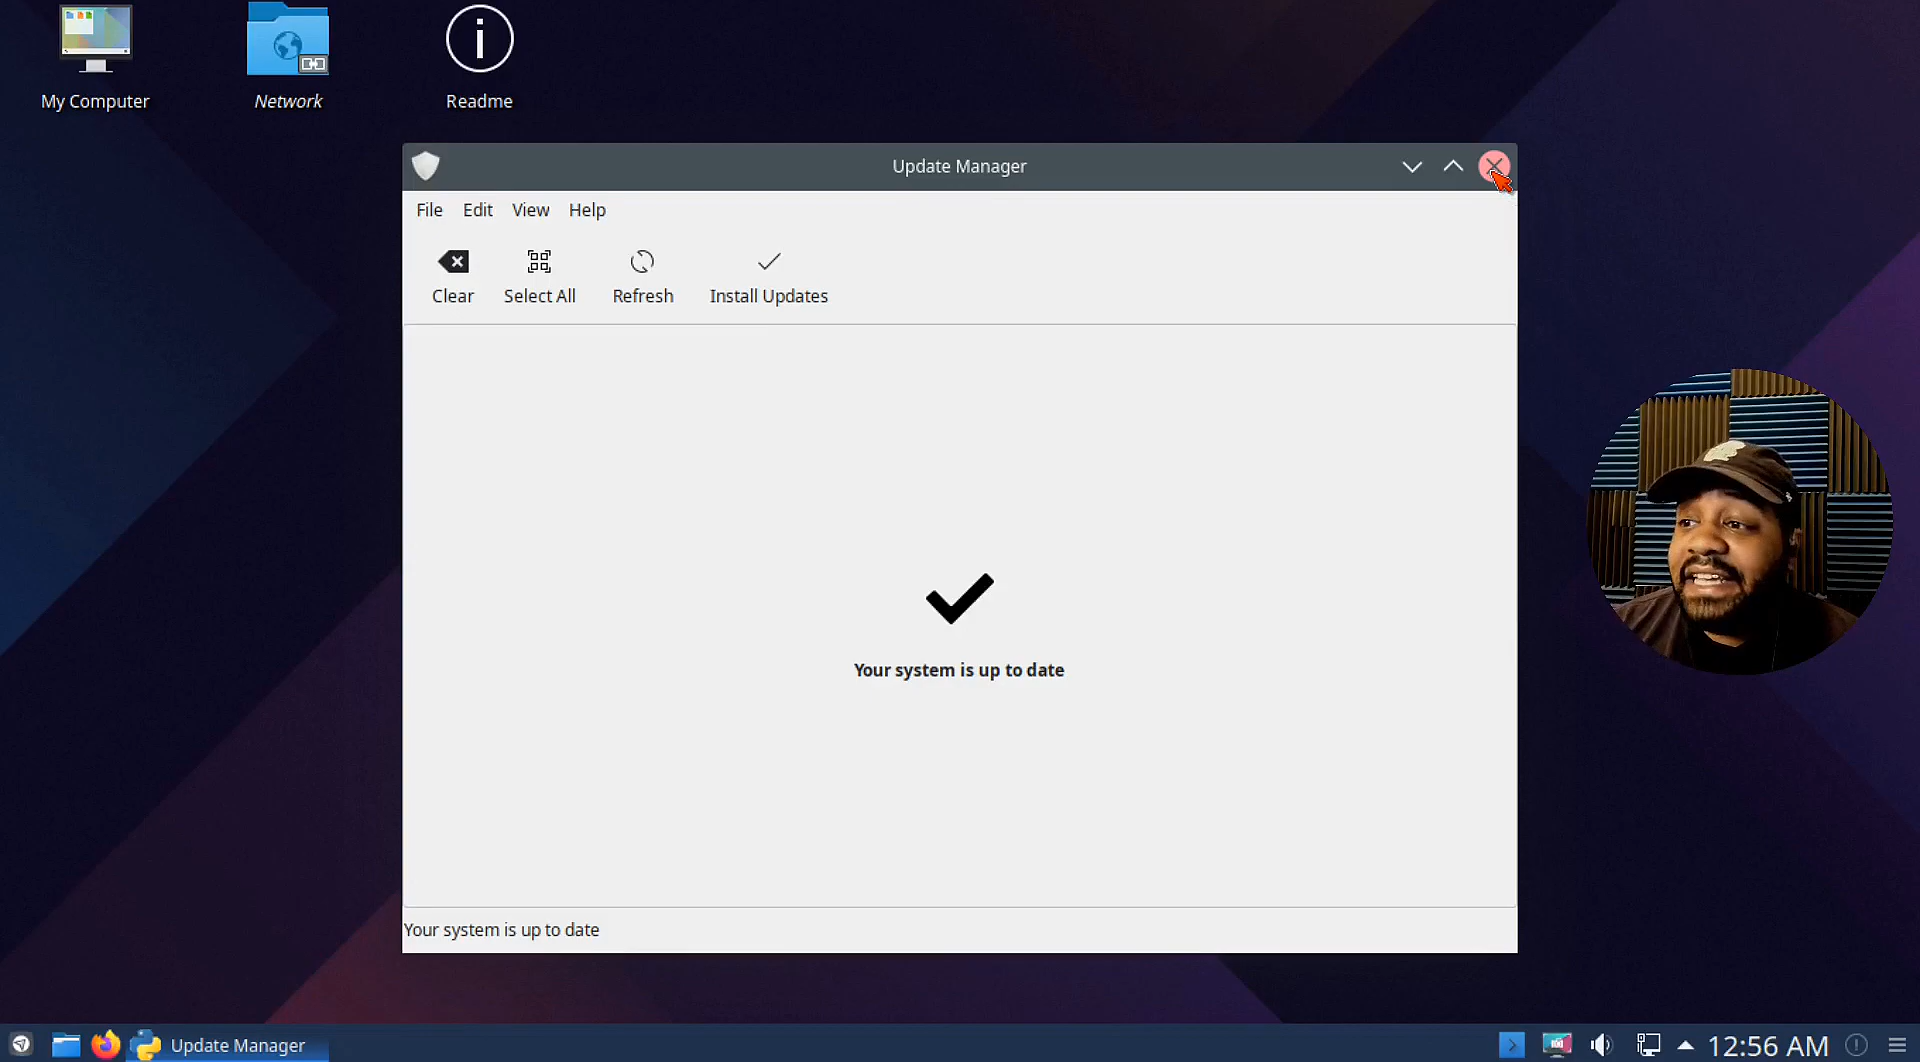 My Computer
Network
Readme
Update Manager
File Edit View Help
Clear Select All Refresh Install Updates
Your system is up to date
Your system is up to date
Update Manager
12:56 AM